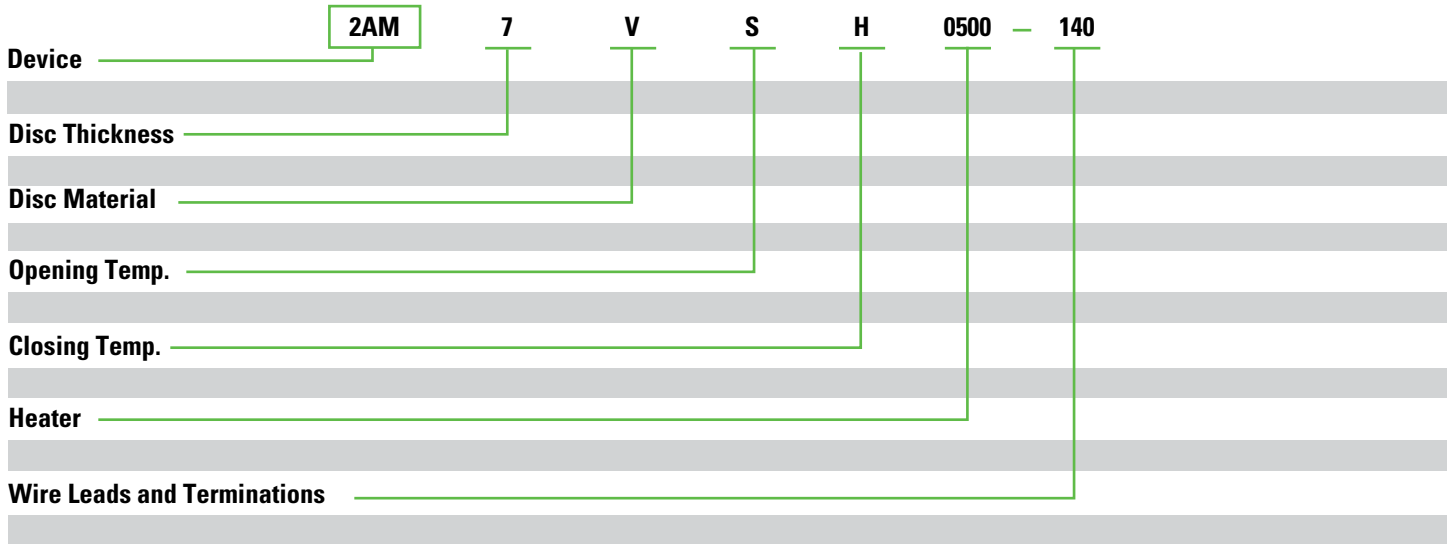 2AM 7 V S H 0500 – 140
Device
Disc Thickness
Disc Material
Opening Temp.
Closing Temp.
Heater
Wire Leads and Terminations